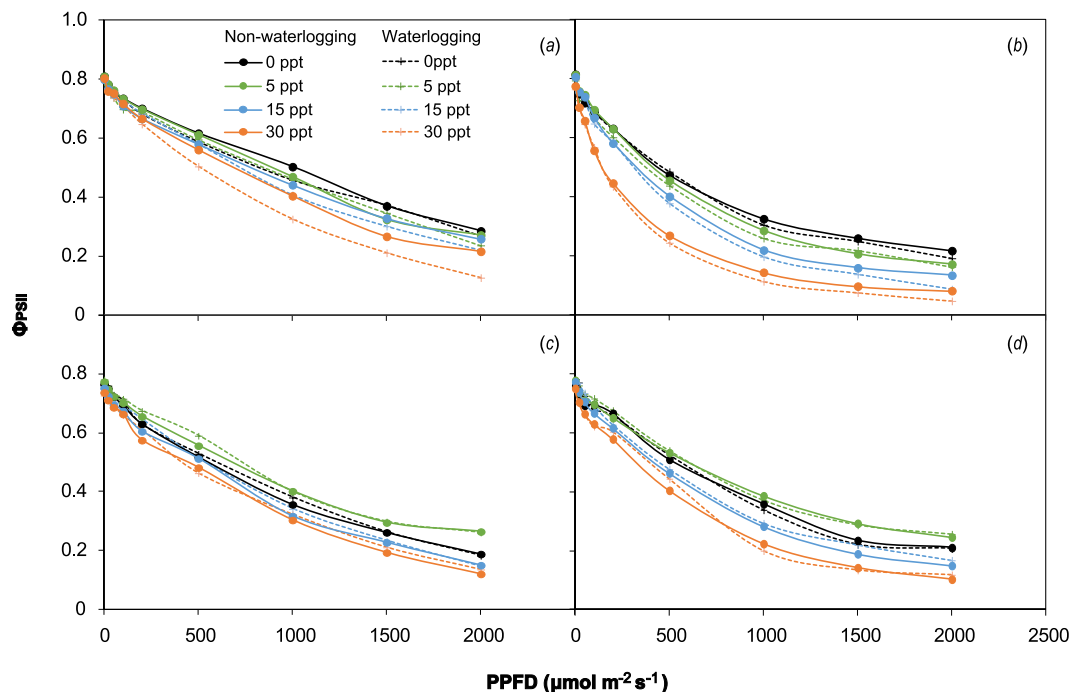 1.0
0.8
0.6
0.4
0.2
0
Non-waterlogging Waterlogging
0 ppt 0ppt
5 ppt 5 ppt
15 ppt 15 ppt
30 ppt 30 ppt
(a)
(b)
ΦPSII
0.8
0.6
0.4
0.2
0
(c)
(d)
0 500 1000 1500 2000 0 500 1000 1500 2000 2500
PPFD (µmol m⁻² s⁻¹)